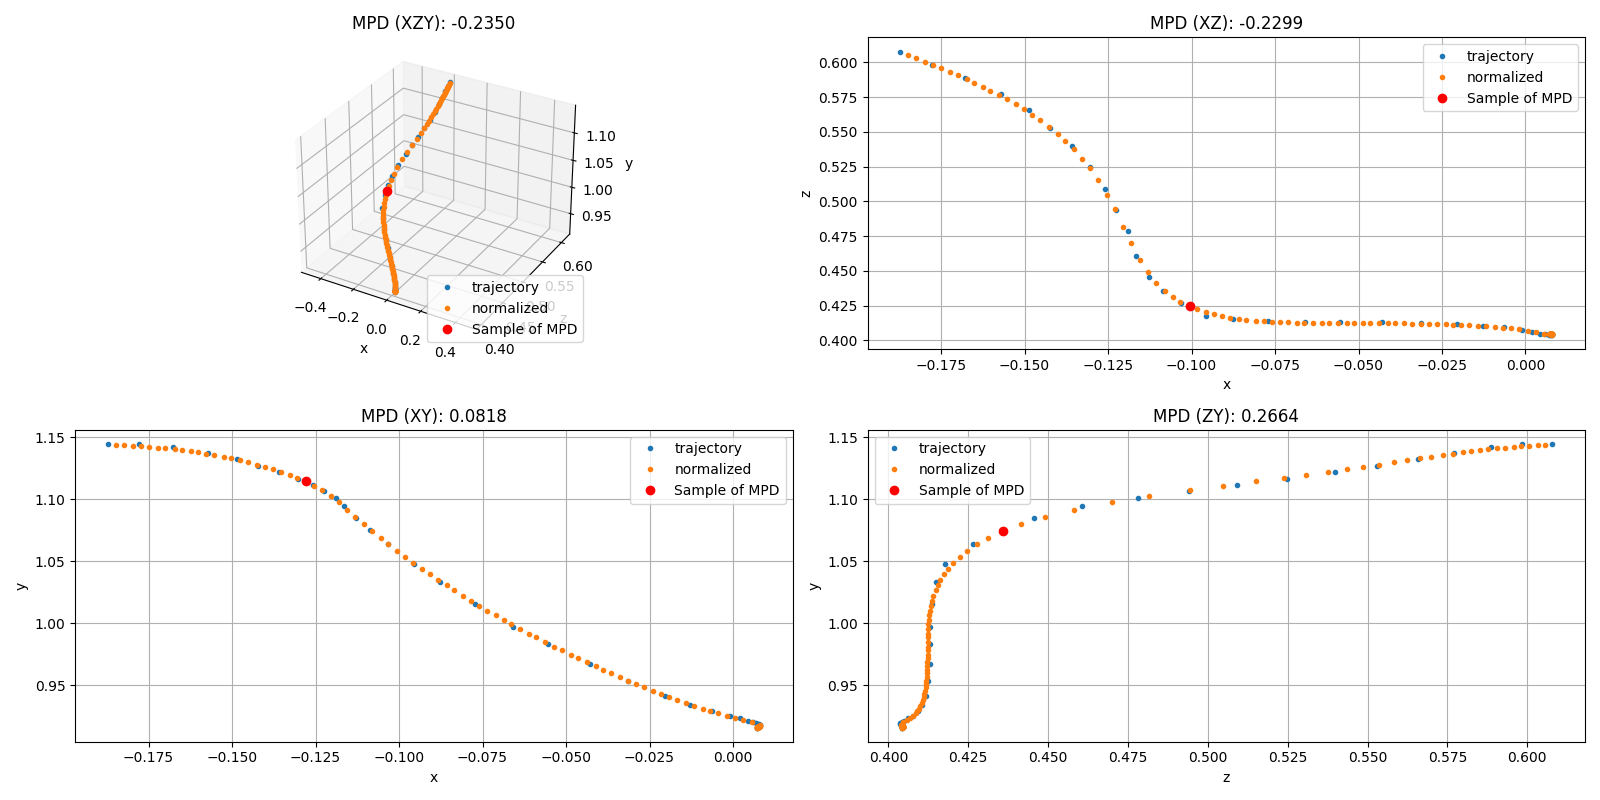 MPD (XZY): -0.2350
1.10
1.05
1.00
0.95
y
0.60
0.55
0.50
0.45
z
0.40
−0.4
−0.2
0.0
0.2
0.4
x
trajectory
normalized
Sample of MPD
MPD (XZ): -0.2299
0.600
0.575
0.550
0.525
0.500
0.475
0.450
0.425
0.400
z
−0.175
−0.150
−0.125
−0.100
−0.075
−0.050
−0.025
0.000
x
trajectory
normalized
Sample of MPD
MPD (XY): 0.0818
1.15
1.10
1.05
1.00
0.95
y
−0.175
−0.150
−0.125
−0.100
−0.075
−0.050
−0.025
0.000
x
trajectory
normalized
Sample of MPD
MPD (ZY): 0.2664
1.15
1.10
1.05
1.00
0.95
y
0.400
0.425
0.450
0.475
0.500
0.525
0.550
0.575
0.600
z
trajectory
normalized
Sample of MPD